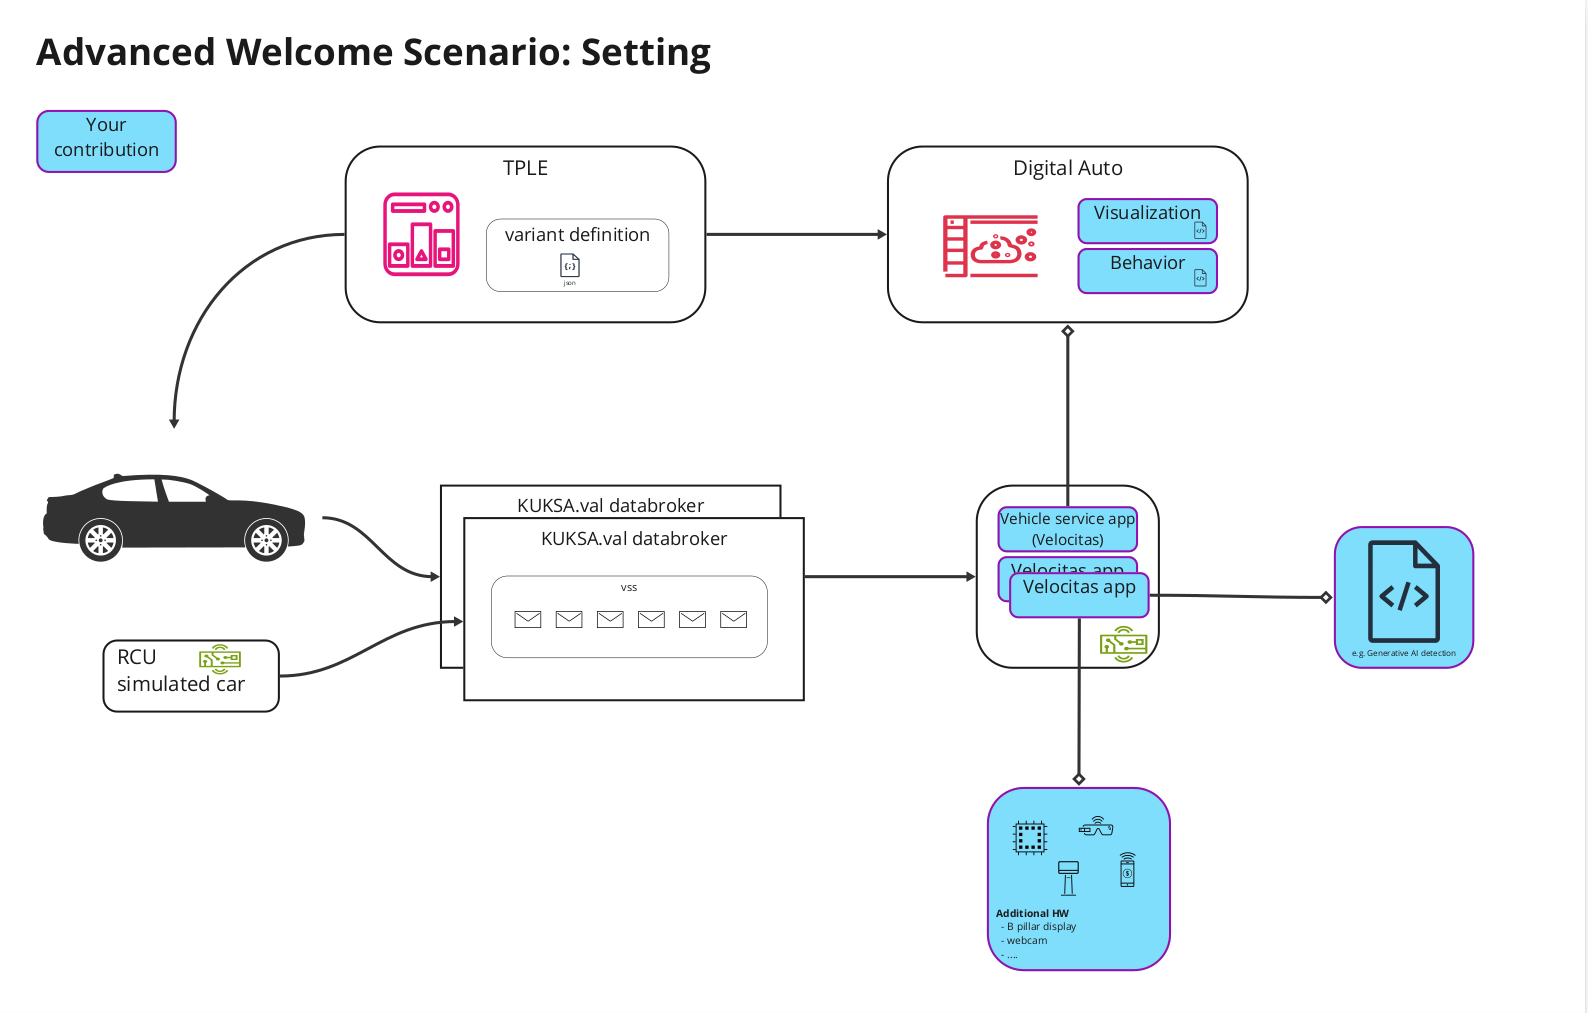 Advanced Welcome Scenario: Setting
Your
contribution
TPLE
variant definition
{;}
json
Digital Auto
Visualization
</>
Behavior
</>
KUKSA.val databroker
KUKSA.val databroker
vss
RCU
simulated car
Vehicle service app
(Velocitas)
Velocitas app
Velocitas app
</>
e.g. Generative AI detection
$
Additional HW
- B pillar display
- webcam
- ....